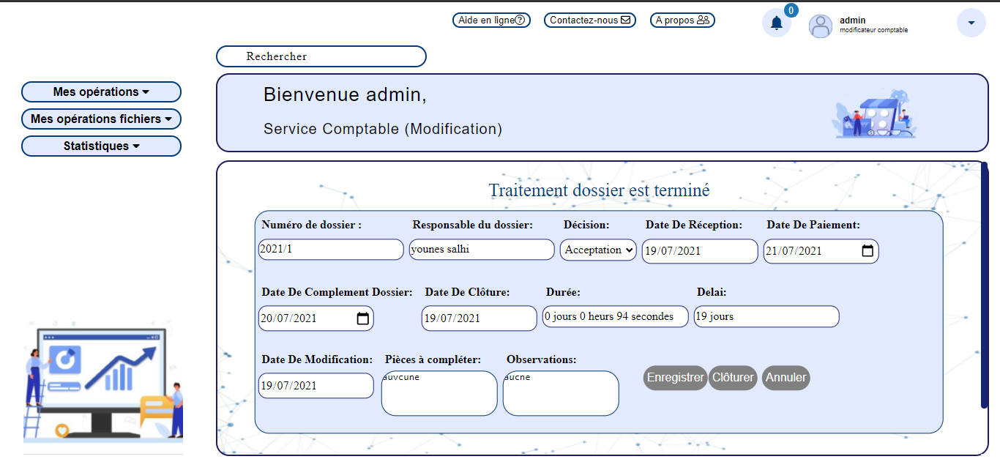 Aide en ligne
Contactez-nous
A propos
0
admin
modificateur comptable
Rechercher
Mes opérations
Mes opérations fichiers
Statistiques
Bienvenue admin,
Service Comptable (Modification)
Traitement dossier est terminé
Numéro de dossier : Responsable du dossier: Décision: Date De Réception: Date De Paiement:
2021/1 younes salhi Acceptation 19/07/2021 21/07/2021
Date De Complement Dossier: Date De Clôture: Durée: Delai:
20/07/2021 19/07/2021 0 jours 0 heurs 94 secondes 19 jours
Date De Modification: Pièces à compléter: Observations:
19/07/2021 auvcune aucne Enregistrer Clôturer Annuler